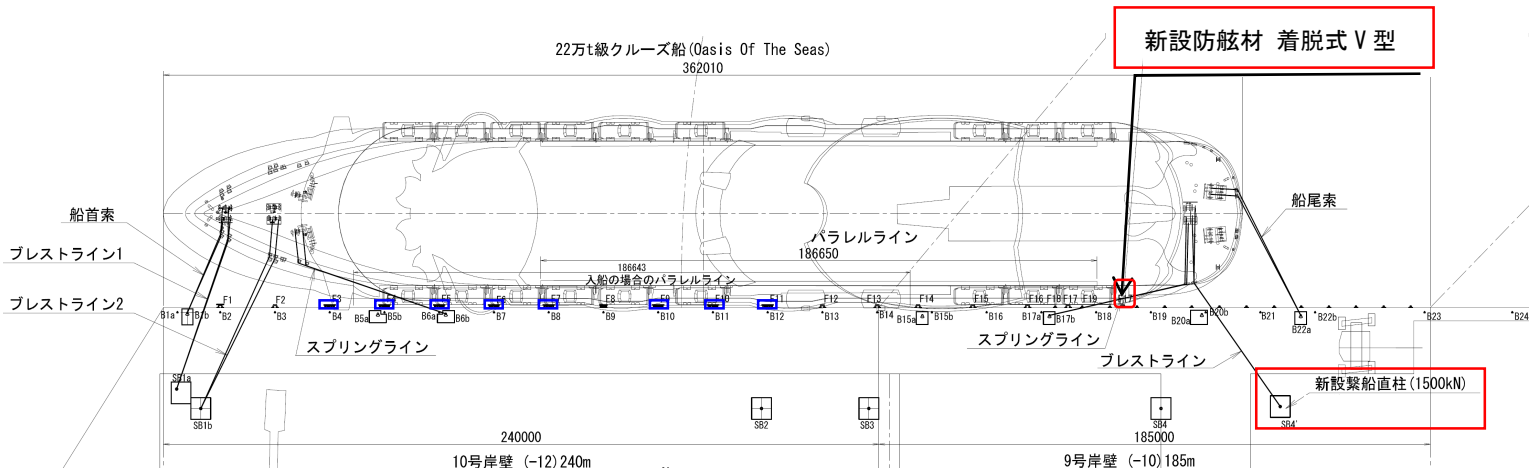 新設防舷材 着脱式V型
22万t級クルーズ船(Oasis Of The Seas)
362010
船首索
ブレストライン1
ブレストライン2
船尾索
パラレルライン
186650
186643
入船の場合のパラレルライン
F1 F2 F3 F4 F5 F6 F7 F8 F9 F10 F11 F12 F13 F14 F15 F16 F18 F17 F19
B1a B1b B2 B3 B4 B5a B5b B6a B6b B7 B8 B9 B10 B11 B12 B13 B14 B15a B15b B16 B17a B17b B18 B19 B20a B20b B21 B22a B22b B23 B24
スプリングライン
スプリングライン
ブレストライン
新設繋船直柱(1500kN)
SB1a
SB1b
SB2
SB3
SB4
SB4'
240000
185000
10号岸壁 (-12)240m
9号岸壁 (-10)185m